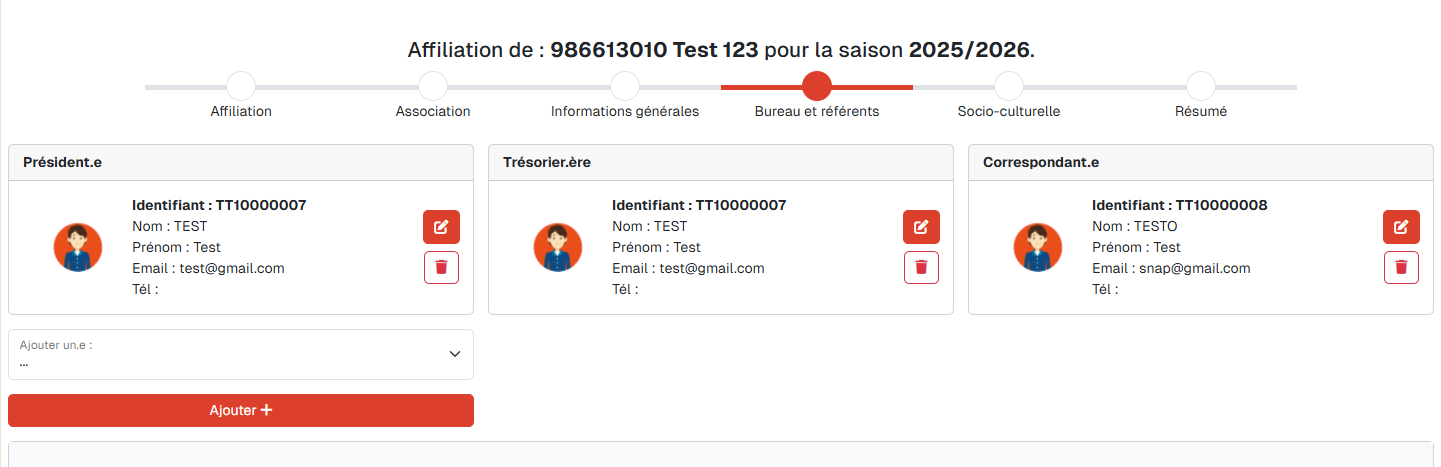 Affiliation de : 986613010 Test 123 pour la saison 2025/2026.
Affiliation
Association
Informations générales
Bureau et référents
Socio-culturelle
Résumé
Président.e
Identifiant : TT10000007
Nom : TEST
Prénom : Test
Email : test@gmail.com
Tél :
Trésorier.ère
Identifiant : TT10000007
Nom : TEST
Prénom : Test
Email : test@gmail.com
Tél :
Correspondant.e
Identifiant : TT10000008
Nom : TESTO
Prénom : Test
Email : snap@gmail.com
Tél :
Ajouter un.e :
...
Ajouter +